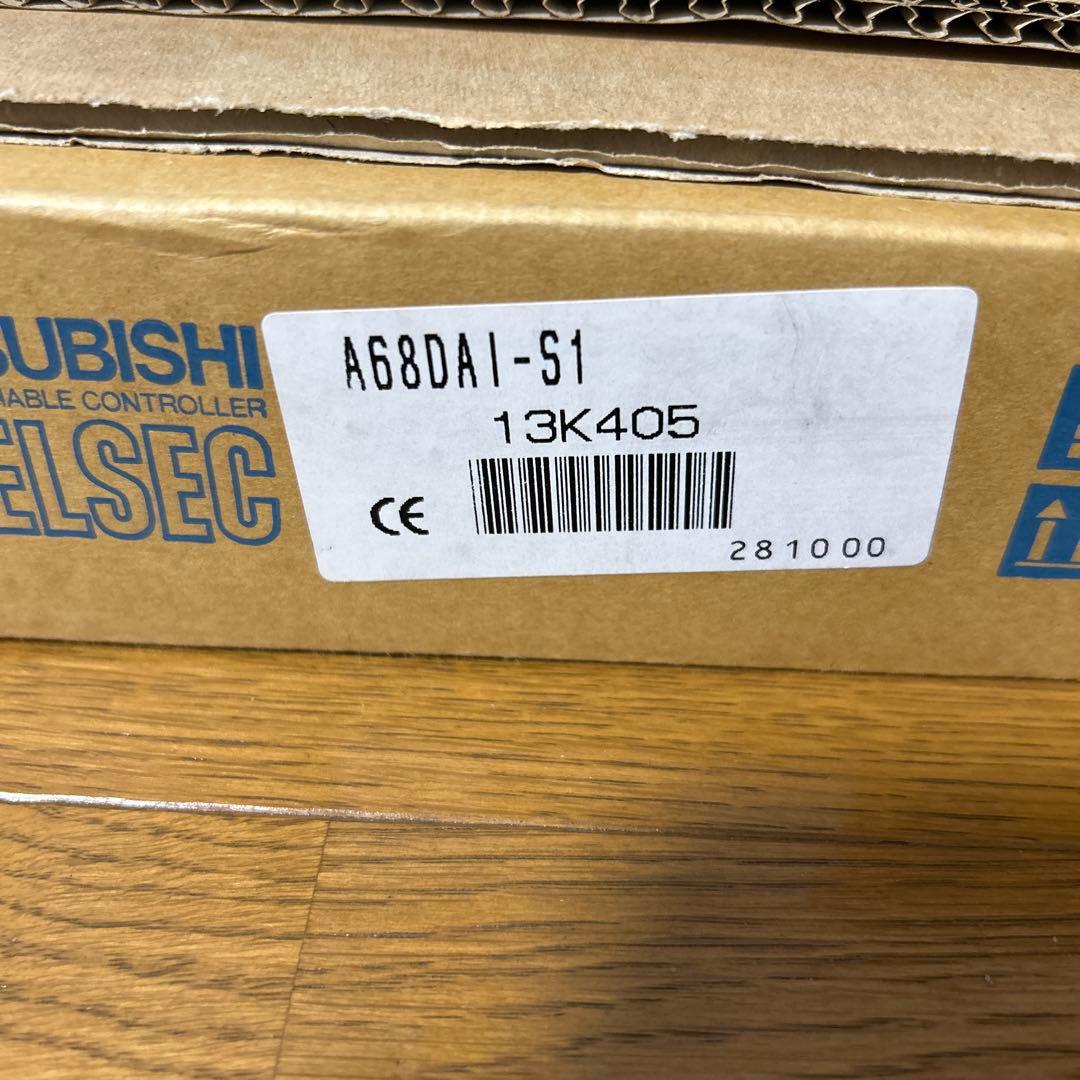 SUBISHI
MABLE CONTROLLER
ELSEC
A68DAI-S1
13K405
CE
281000